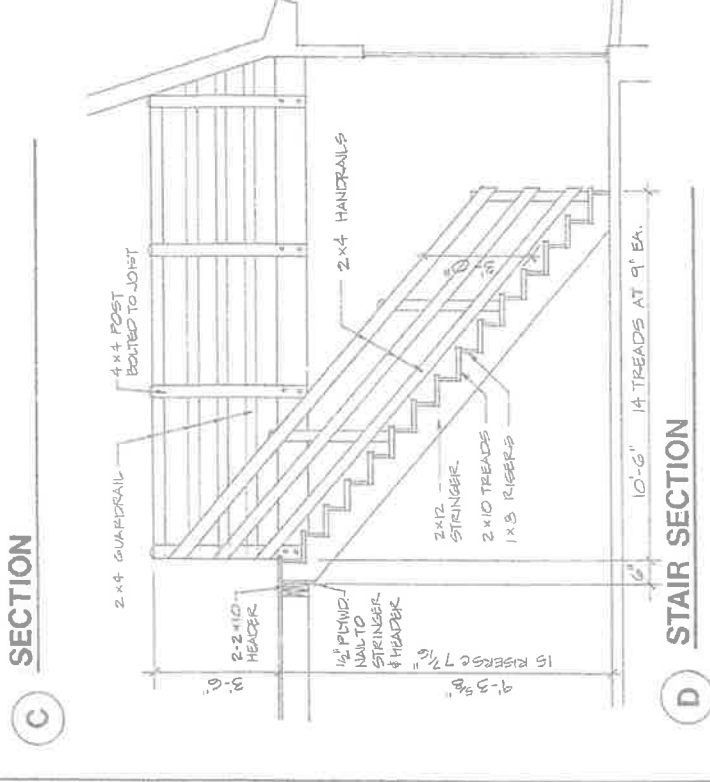 C SECTION
4x4 POST
BOLTED TO JOIST
2x4 GUARDRAIL
2x4 HANDRAILS
3'-6"
2-2x10
HEADER
1/2" PLYWD.
NAIL TO
STRINGER
& HEADER
2x12
STRINGER
2x10 TREADS
1x8 RISERS
9'-3 5/8"
15 RISERS @ 7 7/16"
6"
10'-6" 14 TREADS AT 9" EA.
D STAIR SECTION